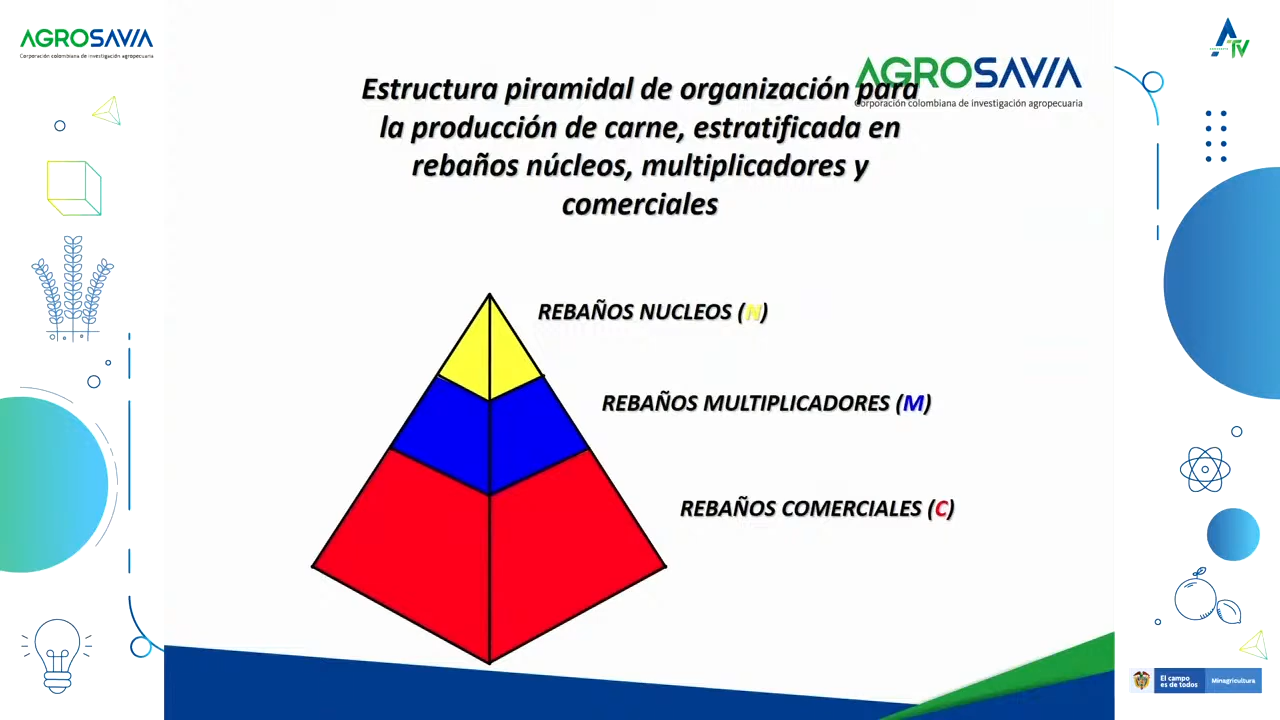 AGROSAVIA
Corporación colombiana de investigación agropecuaria
TV
AGROSAVIA
Corporación colombiana de investigación agropecuaria
Estructura piramidal de organización para
la producción de carne, estratificada en
rebaños núcleos, multiplicadores y
comerciales
REBAÑOS NUCLEOS (N)
REBAÑOS MULTIPLICADORES (M)
REBAÑOS COMERCIALES (C)
El campo
es de todos
Minagricultura